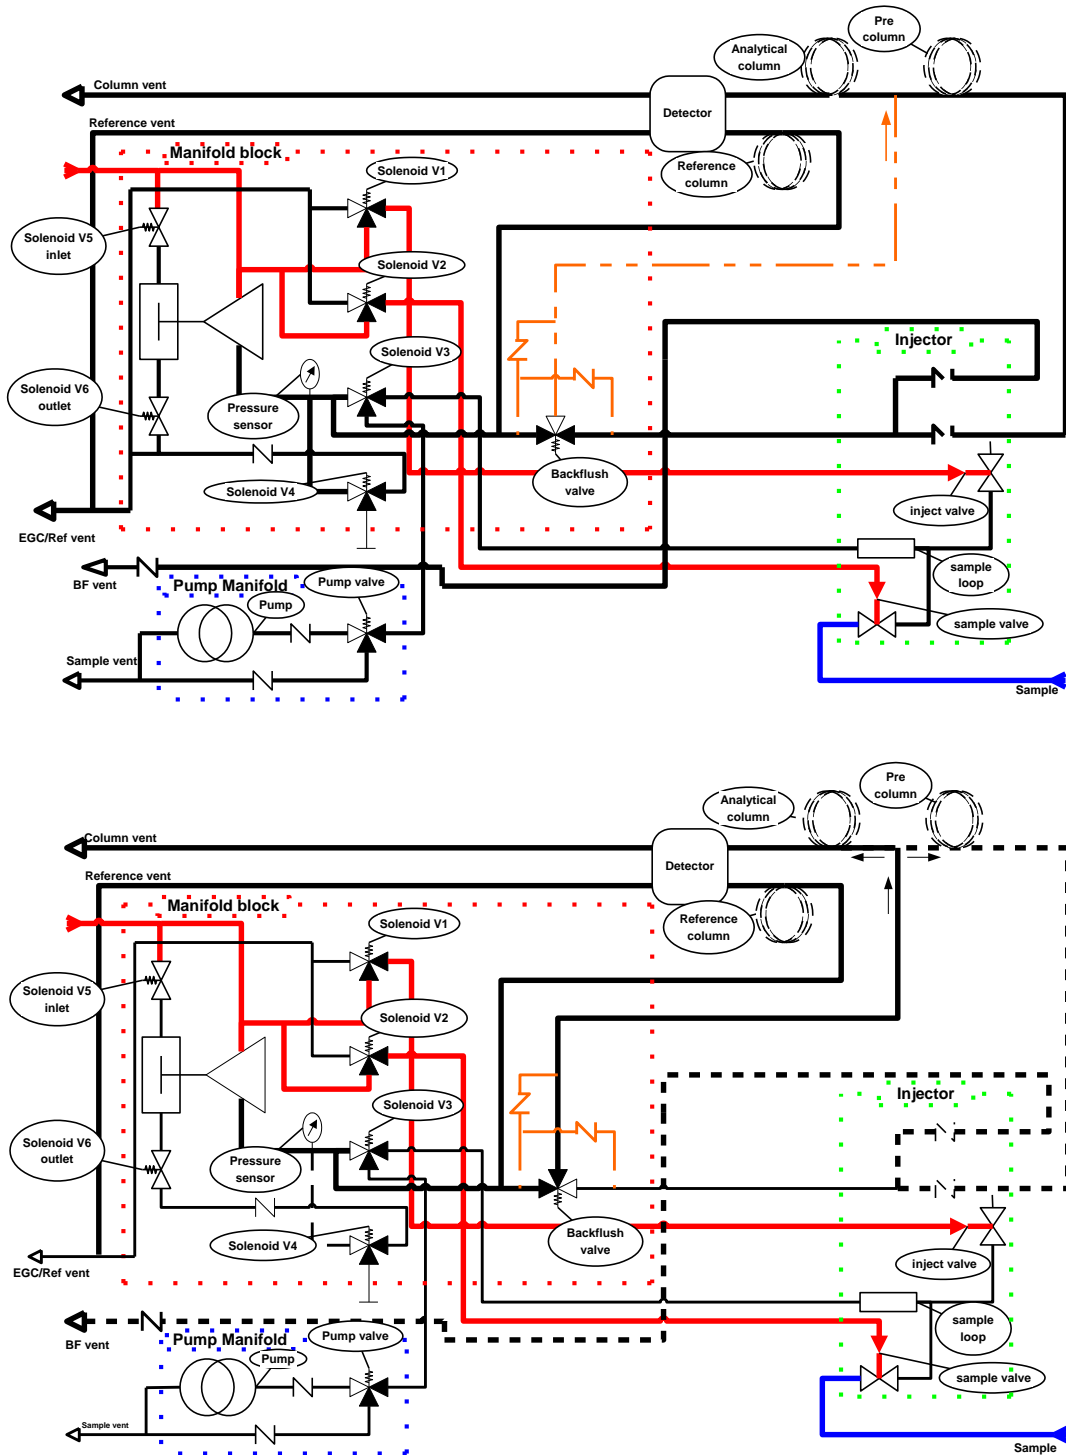 Pre
column
Analytical
column
Column vent
Detector
Reference vent
Manifold block
Solenoid V1
Reference
column
Solenoid V5
inlet
Solenoid V2
Injector
Solenoid V3
Solenoid V6
outlet
Pressure
sensor
Backflush
valve
Solenoid V4
inject valve
EGC/Ref vent
sample
loop
BF vent
Pump Manifold
Pump valve
Pump
sample valve
Sample vent
Sample
Pre
column
Analytical
column
Column vent
Detector
Reference vent
Manifold block
Solenoid V1
Reference
column
Solenoid V5
inlet
Solenoid V2
Injector
Solenoid V3
Solenoid V6
outlet
Pressure
sensor
Backflush
valve
Solenoid V4
inject valve
EGC/Ref vent
sample
loop
BF vent
Pump Manifold
Pump valve
Pump
sample valve
Sample vent
Sample